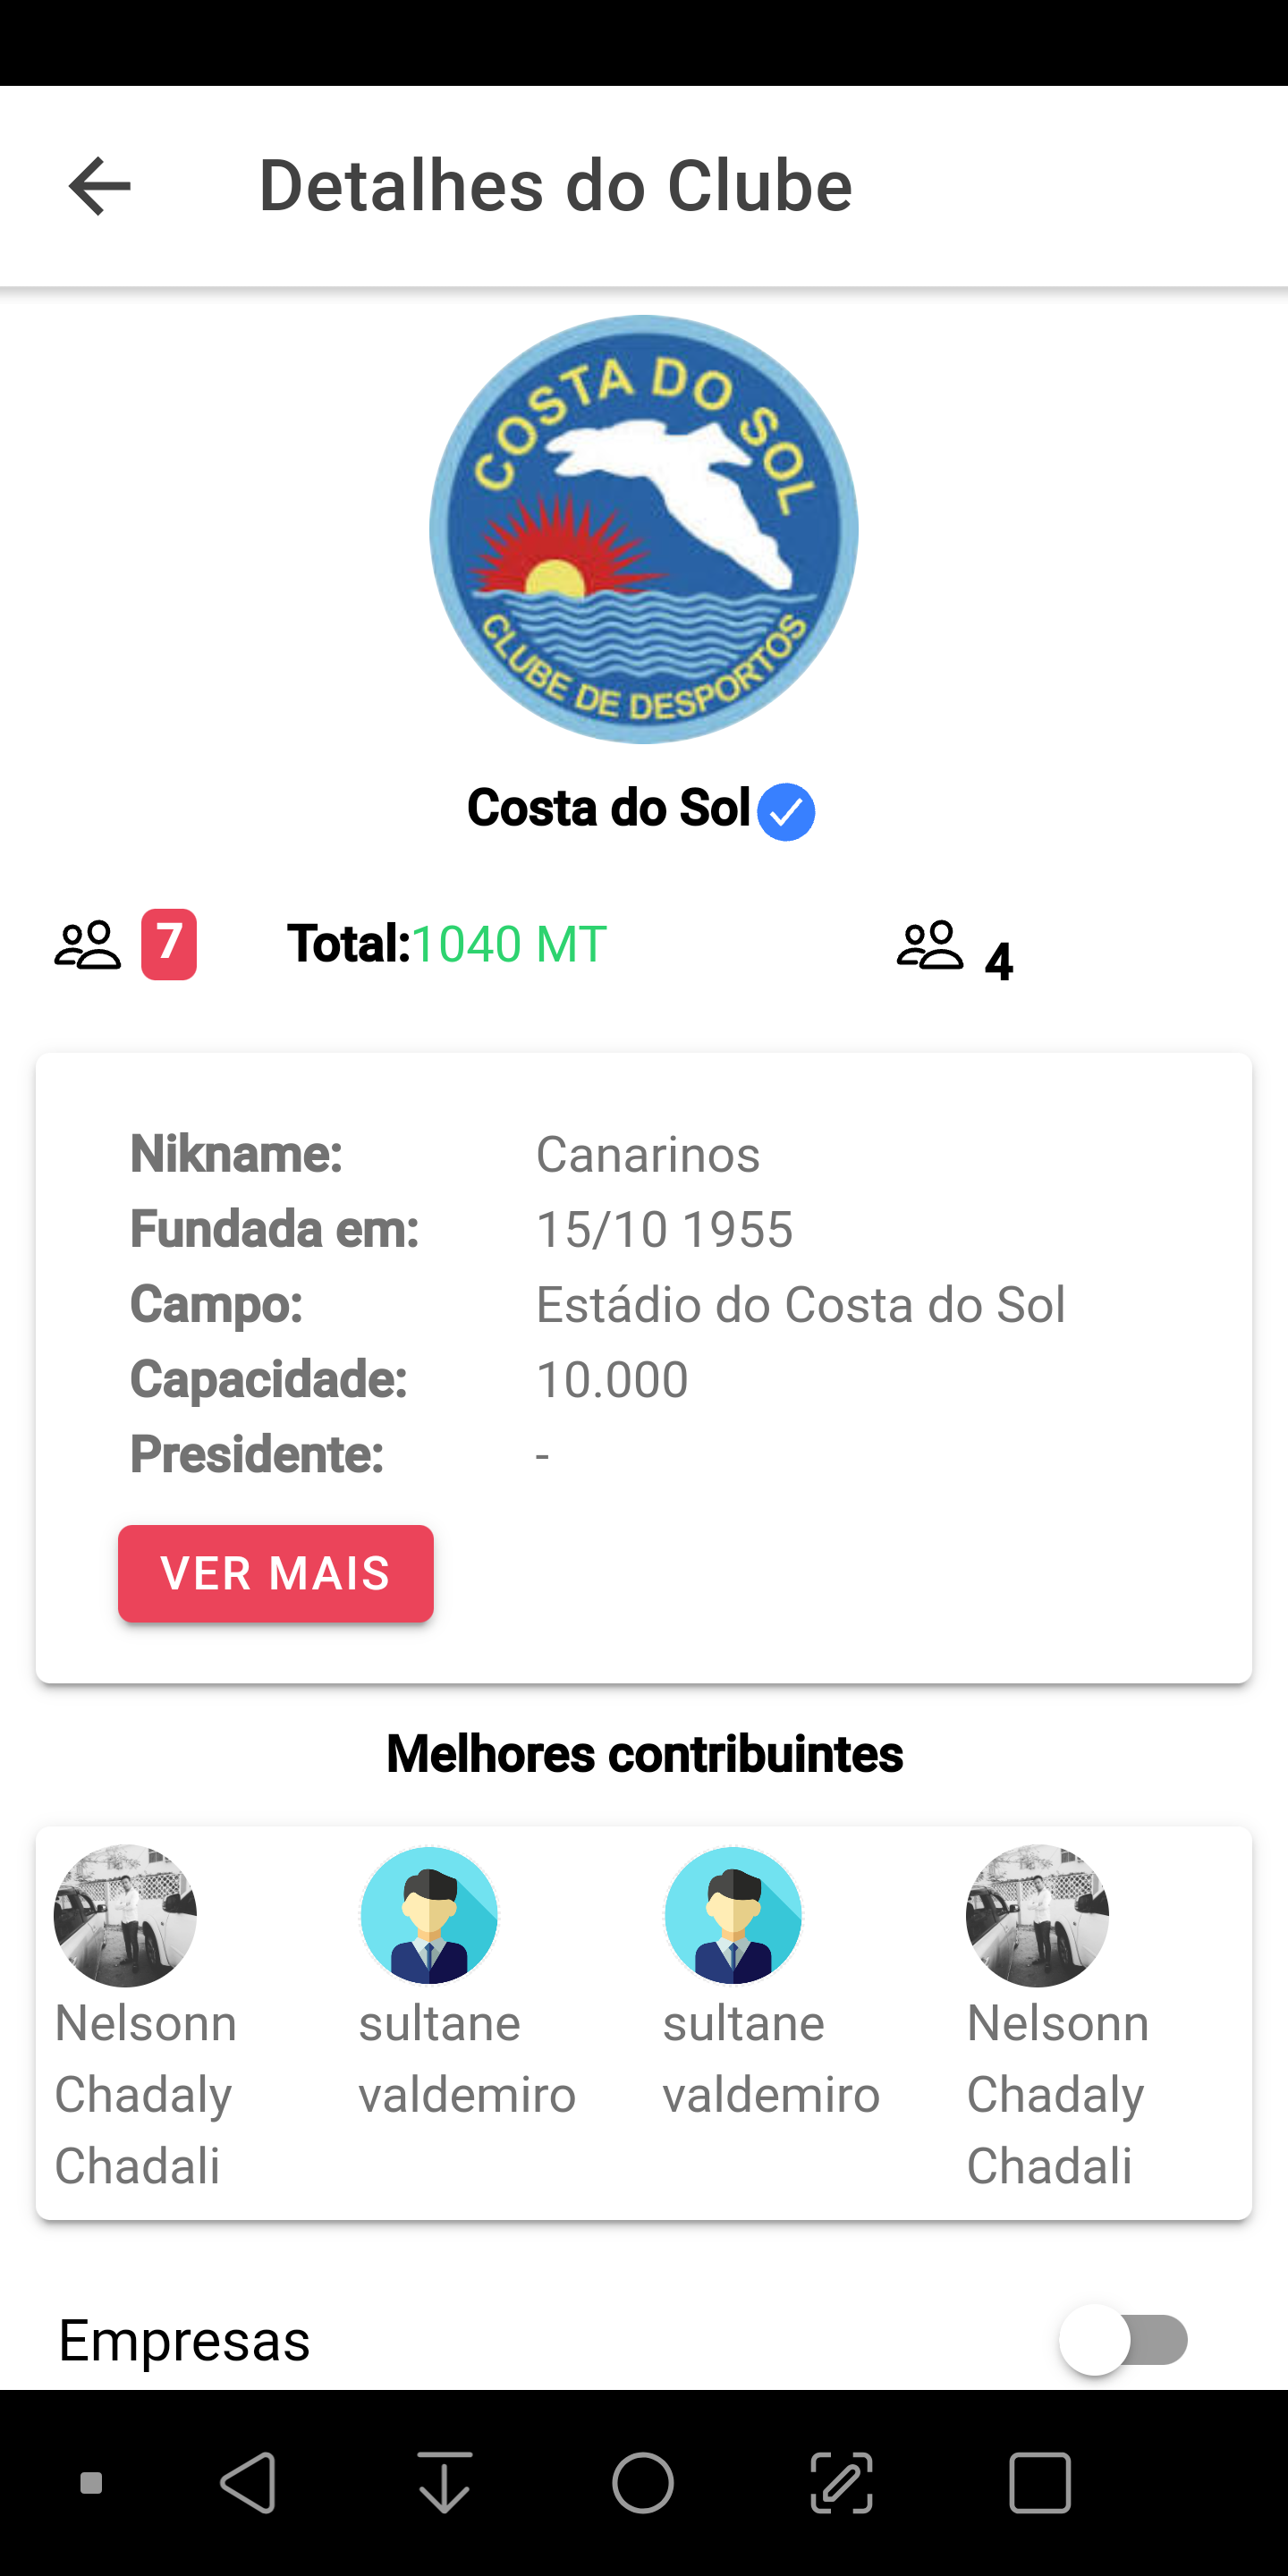 Detalhes do Clube
COSTA DO SOL
CLUBE DE DESPORTOS
Costa do Sol
7 Total:1040 MT 4
Nikname: Canarinos
Fundada em: 15/10 1955
Campo: Estádio do Costa do Sol
Capacidade: 10.000
Presidente: -
VER MAIS
Melhores contribuintes
Nelsonn Chadaly Chadali
sultane valdemiro
sultane valdemiro
Nelsonn Chadaly Chadali
Empresas